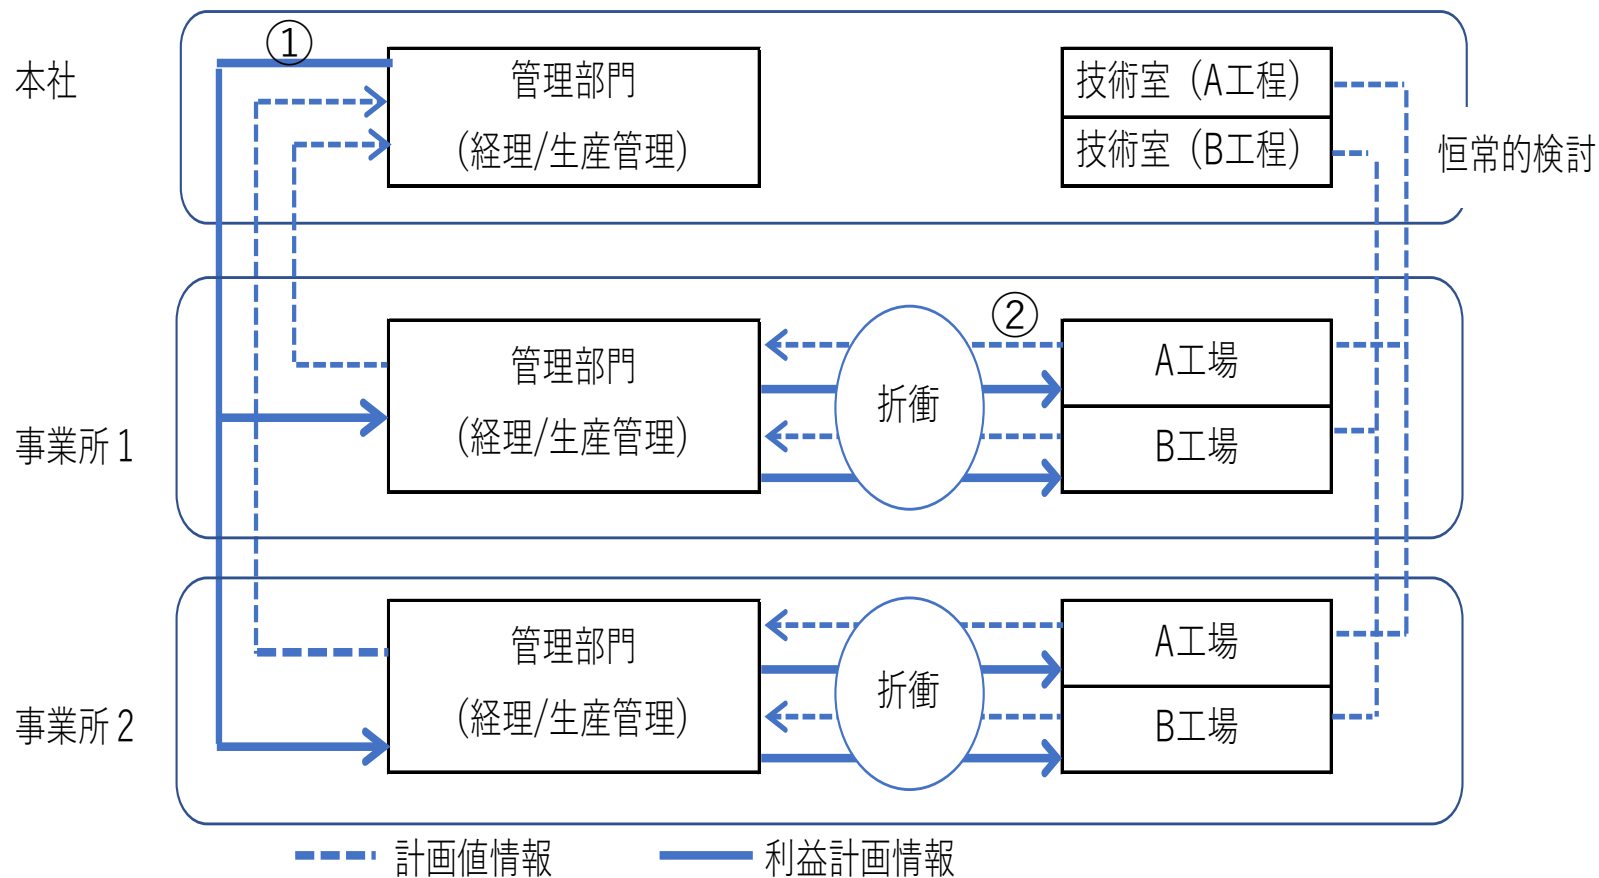 本社
①
管理部門
(経理/生産管理)
技術室（A工程）
技術室（B工程）
恒常的検討
事業所1
管理部門
(経理/生産管理)
折衝
②
A工場
B工場
事業所2
管理部門
(経理/生産管理)
折衝
A工場
B工場
計画値情報
利益計画情報